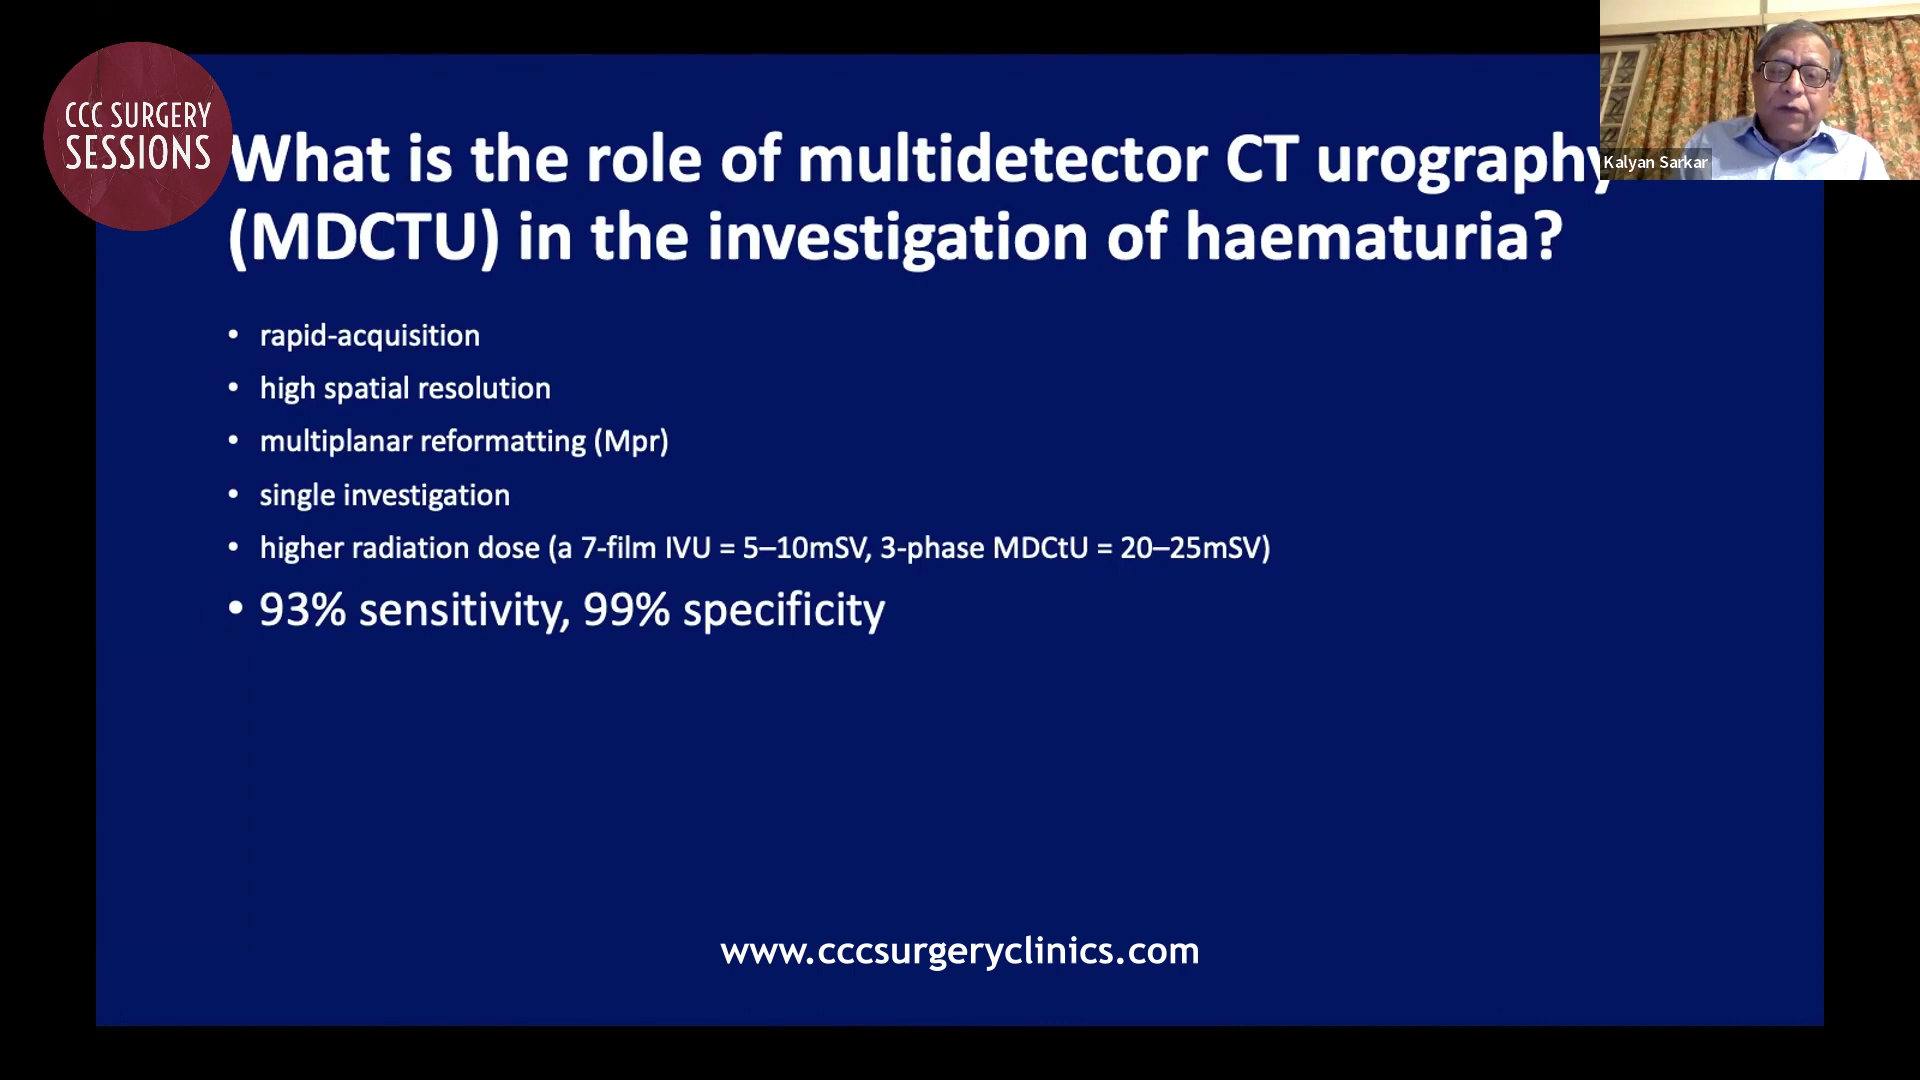 CCC SURGERY
SESSIONS
What is the role of multidetector CT urography
(MDCTU) in the investigation of haematuria?
Kalyan Sarkar
• rapid-acquisition
• high spatial resolution
• multiplanar reformatting (Mpr)
• single investigation
• higher radiation dose (a 7-film IVU = 5–10mSV, 3-phase MDCtU = 20–25mSV)
• 93% sensitivity, 99% specificity
www.cccsurgeryclinics.com